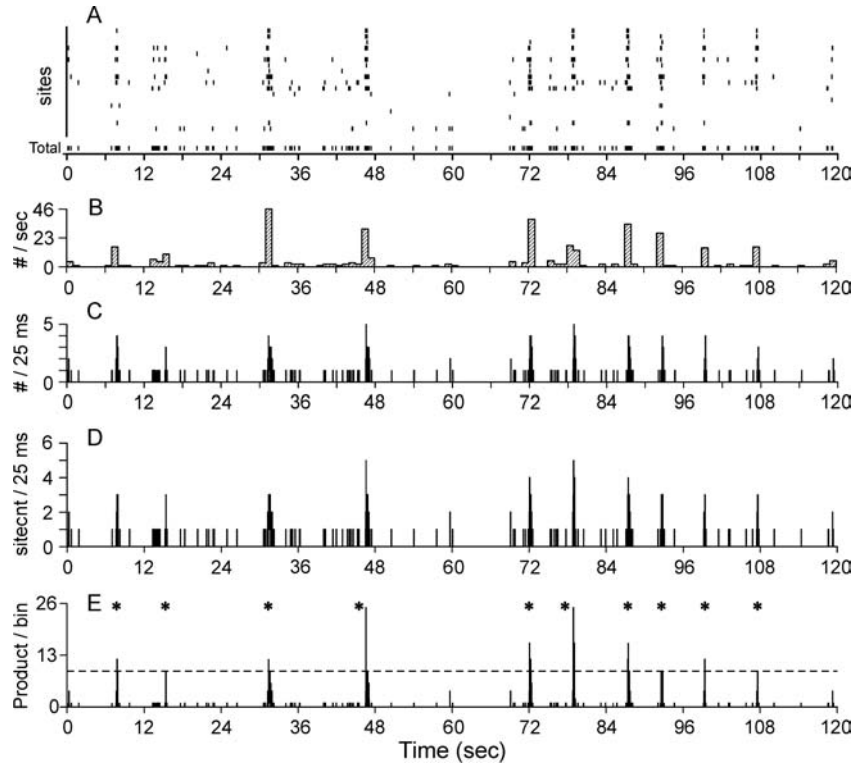 A
sites
Total
0 12 24 36 48 60 72 84 96 108 120
B
# / sec
46
23
0
0 12 24 36 48 60 72 84 96 108 120
C
# / 25 ms
5
0
0 12 24 36 48 60 72 84 96 108 120
D
sitecnt / 25 ms
6
4
2
0
0 12 24 36 48 60 72 84 96 108 120
E
Product / bin
26
13
0
* * * * * * * * * *
0 12 24 36 48 60 72 84 96 108 120
Time (sec)